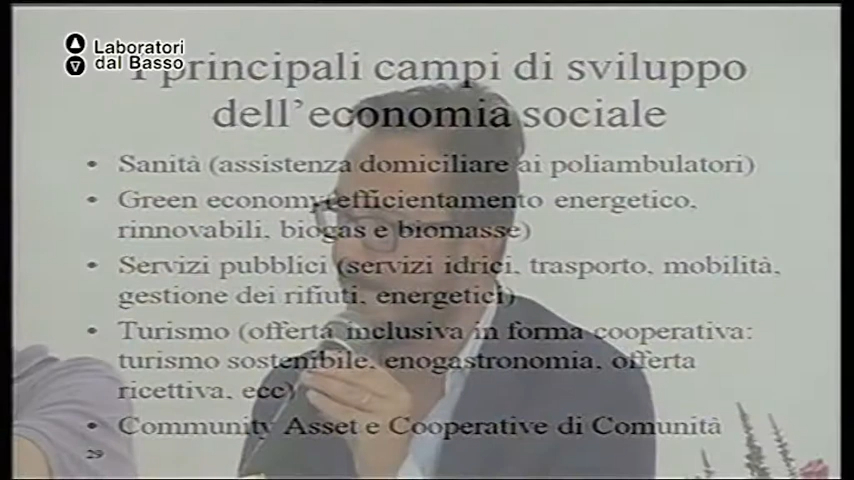 Laboratori
dal Basso
I principali campi di sviluppo
dell'economia sociale
• Sanità (assistenza domiciliare ai poliambulatori)
• Green economy (efficientamento energetico,
rinnovabili, biogas e biomasse)
• Servizi pubblici (servizi idrici, trasporto, mobilità,
gestione dei rifiuti, energetici)
• Turismo (offerta inclusiva in forma cooperativa:
turismo sostenibile, enogastronomia, offerta
ricettiva, ecc)
• Community Asset e Cooperative di Comunità
29